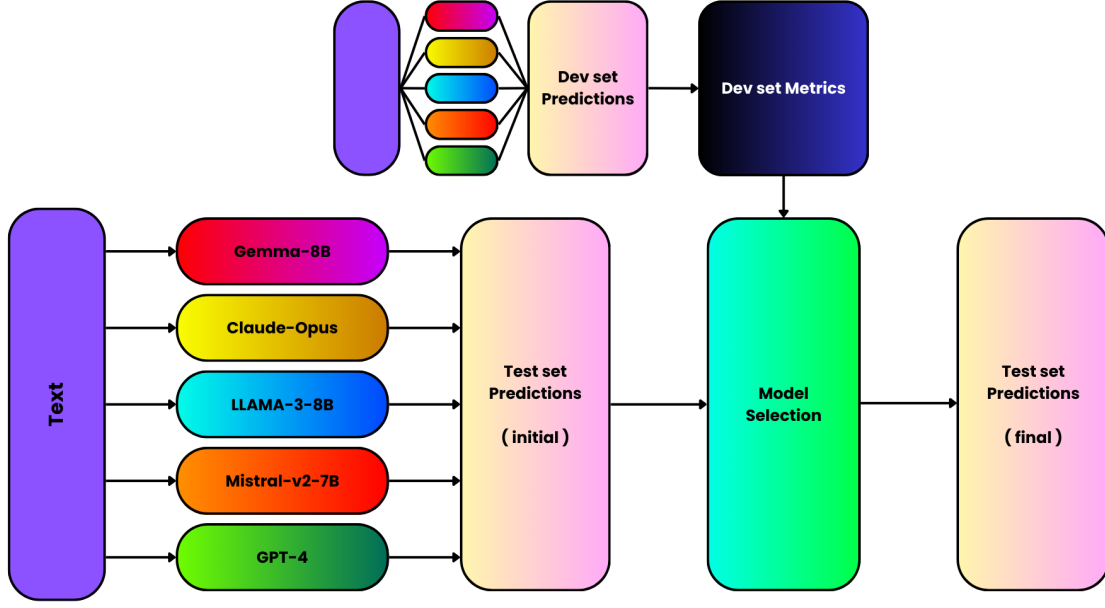 Dev set
Predictions
Dev set Metrics
Text
Gemma-8B
Claude-Opus
LLAMA-3-8B
Mistral-v2-7B
GPT-4
Test set
Predictions
( initial )
Model
Selection
Test set
Predictions
( final )